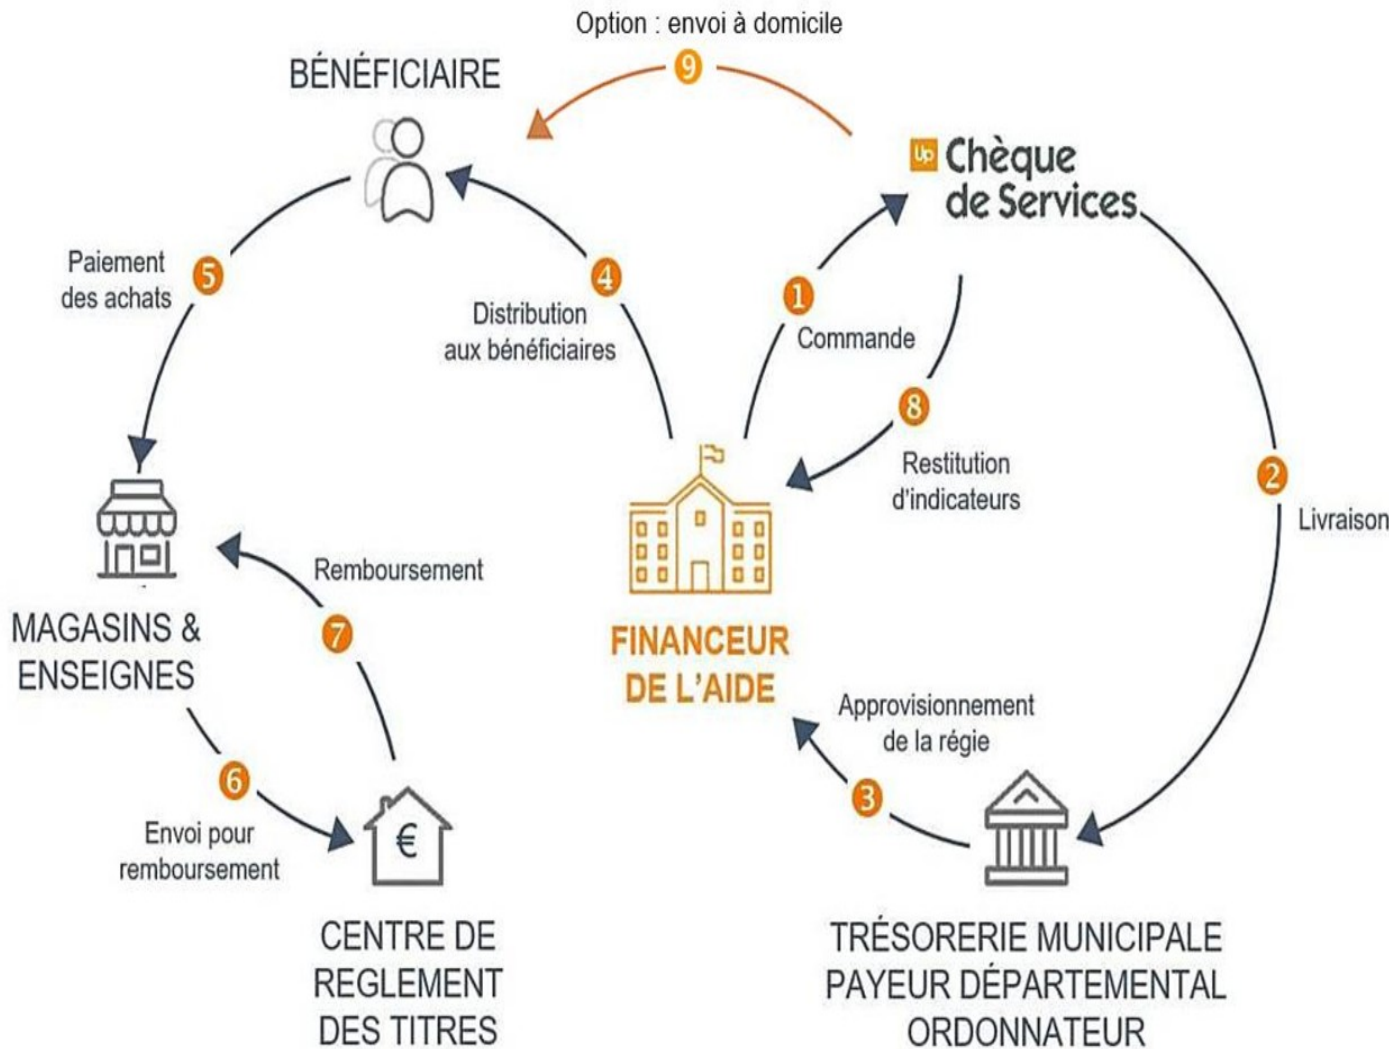 Option : envoi à domicile
9
BÉNÉFICIAIRE
Up Chèque
de Services
5
Paiement
des achats
4
Distribution
aux bénéficiaires
1
Commande
8
Restitution
d'indicateurs
2
Livraison
Remboursement
7
MAGASINS &
ENSEIGNES
FINANCEUR
DE L'AIDE
Approvisionnement
de la régie
3
6
Envoi pour
remboursement
€
CENTRE DE
REGLEMENT
DES TITRES
TRÉSORERIE MUNICIPALE
PAYEUR DÉPARTEMENTAL
ORDONNATEUR